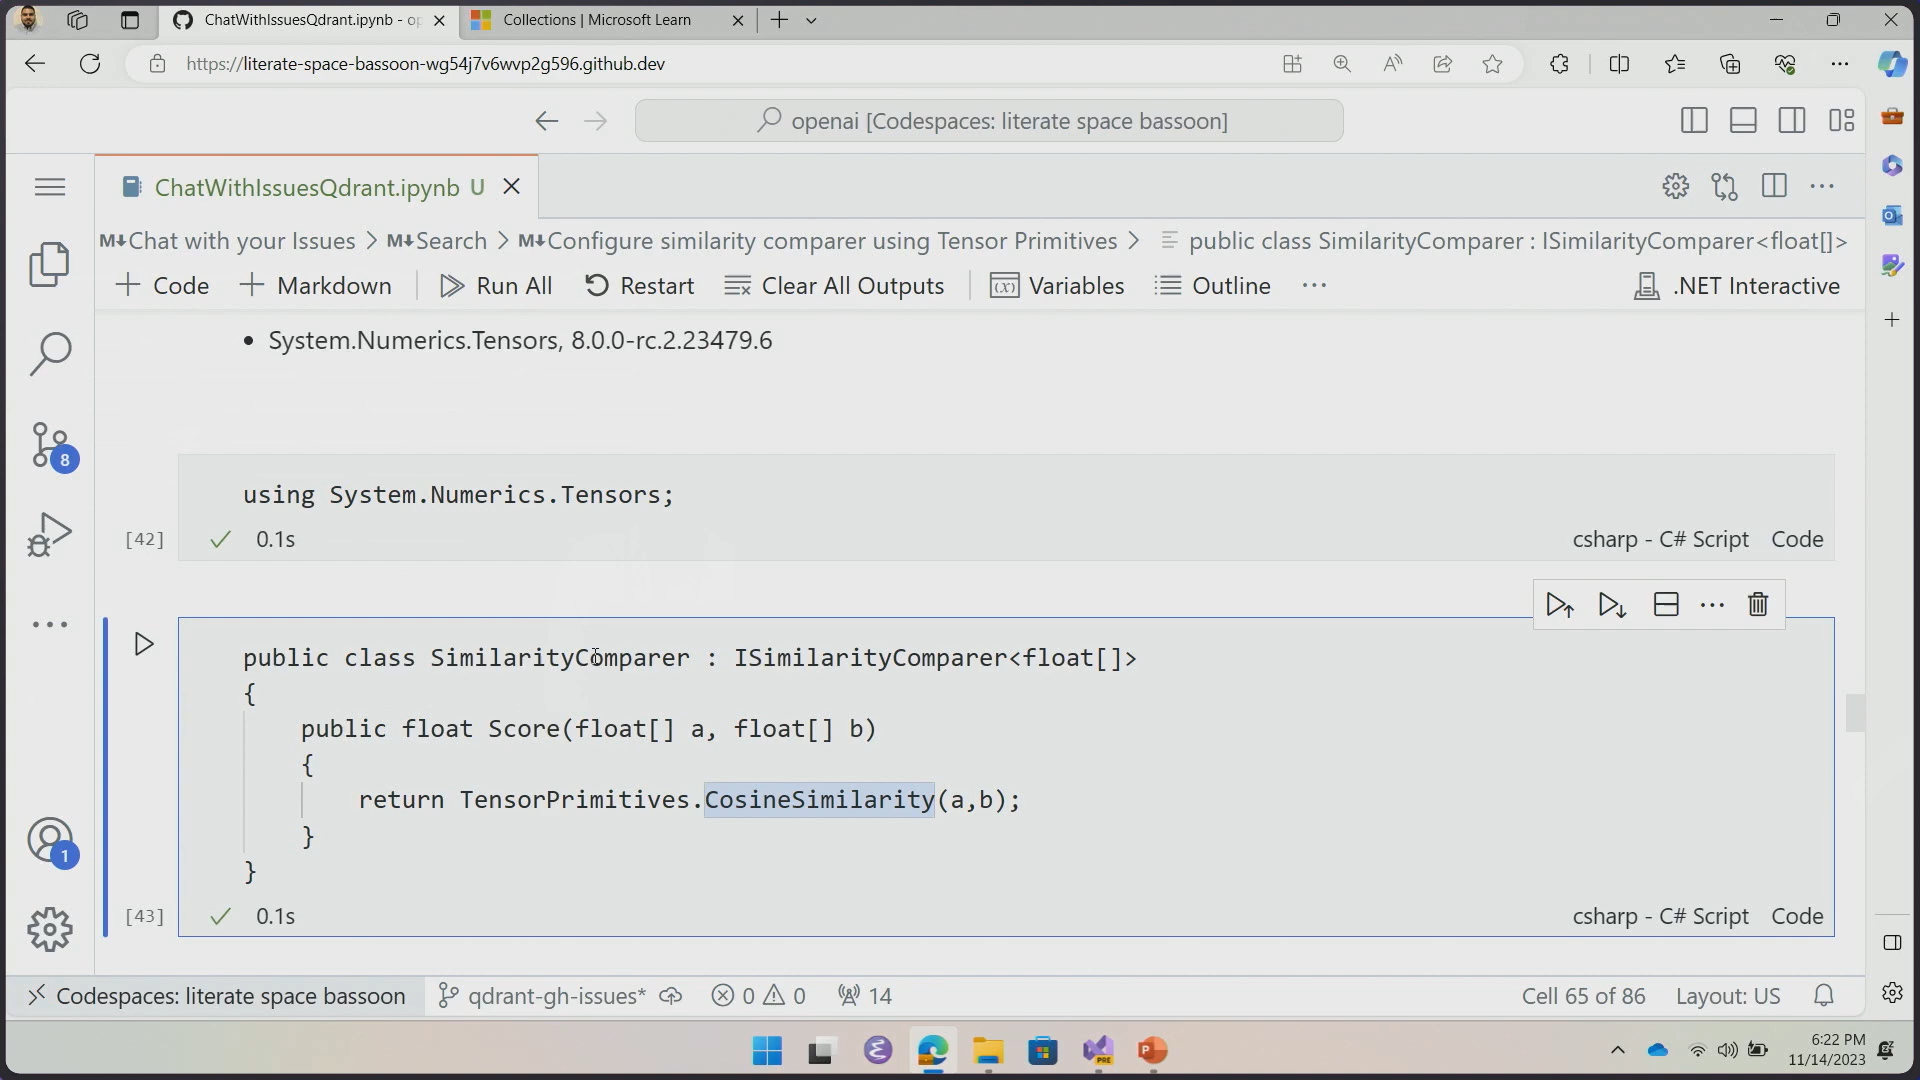 ChatWithIssuesQdrant.ipynb - op
Collections | Microsoft Learn
https://literate-space-bassoon-wg54j7v6wvp2g596.github.dev
openai [Codespaces: literate space bassoon]
ChatWithIssuesQdrant.ipynb U
M↓Chat with your Issues > M↓Search > M↓Configure similarity comparer using Tensor Primitives > public class SimilarityComparer : ISimilarityComparer<float[]>
+ Code + Markdown Run All Restart Clear All Outputs Variables Outline ··· .NET Interactive
• System.Numerics.Tensors, 8.0.0-rc.2.23479.6
using System.Numerics.Tensors;
[42] ✓ 0.1s csharp - C# Script Code
public class SimilarityComparer : ISimilarityComparer<float[]>
{
public float Score(float[] a, float[] b)
{
return TensorPrimitives.CosineSimilarity(a,b);
}
}
[43] ✓ 0.1s csharp - C# Script Code
8
1
Codespaces: literate space bassoon qdrant-gh-issues* 0 0 14 Cell 65 of 86 Layout: US
PRE
P
6:22 PM
11/14/2023